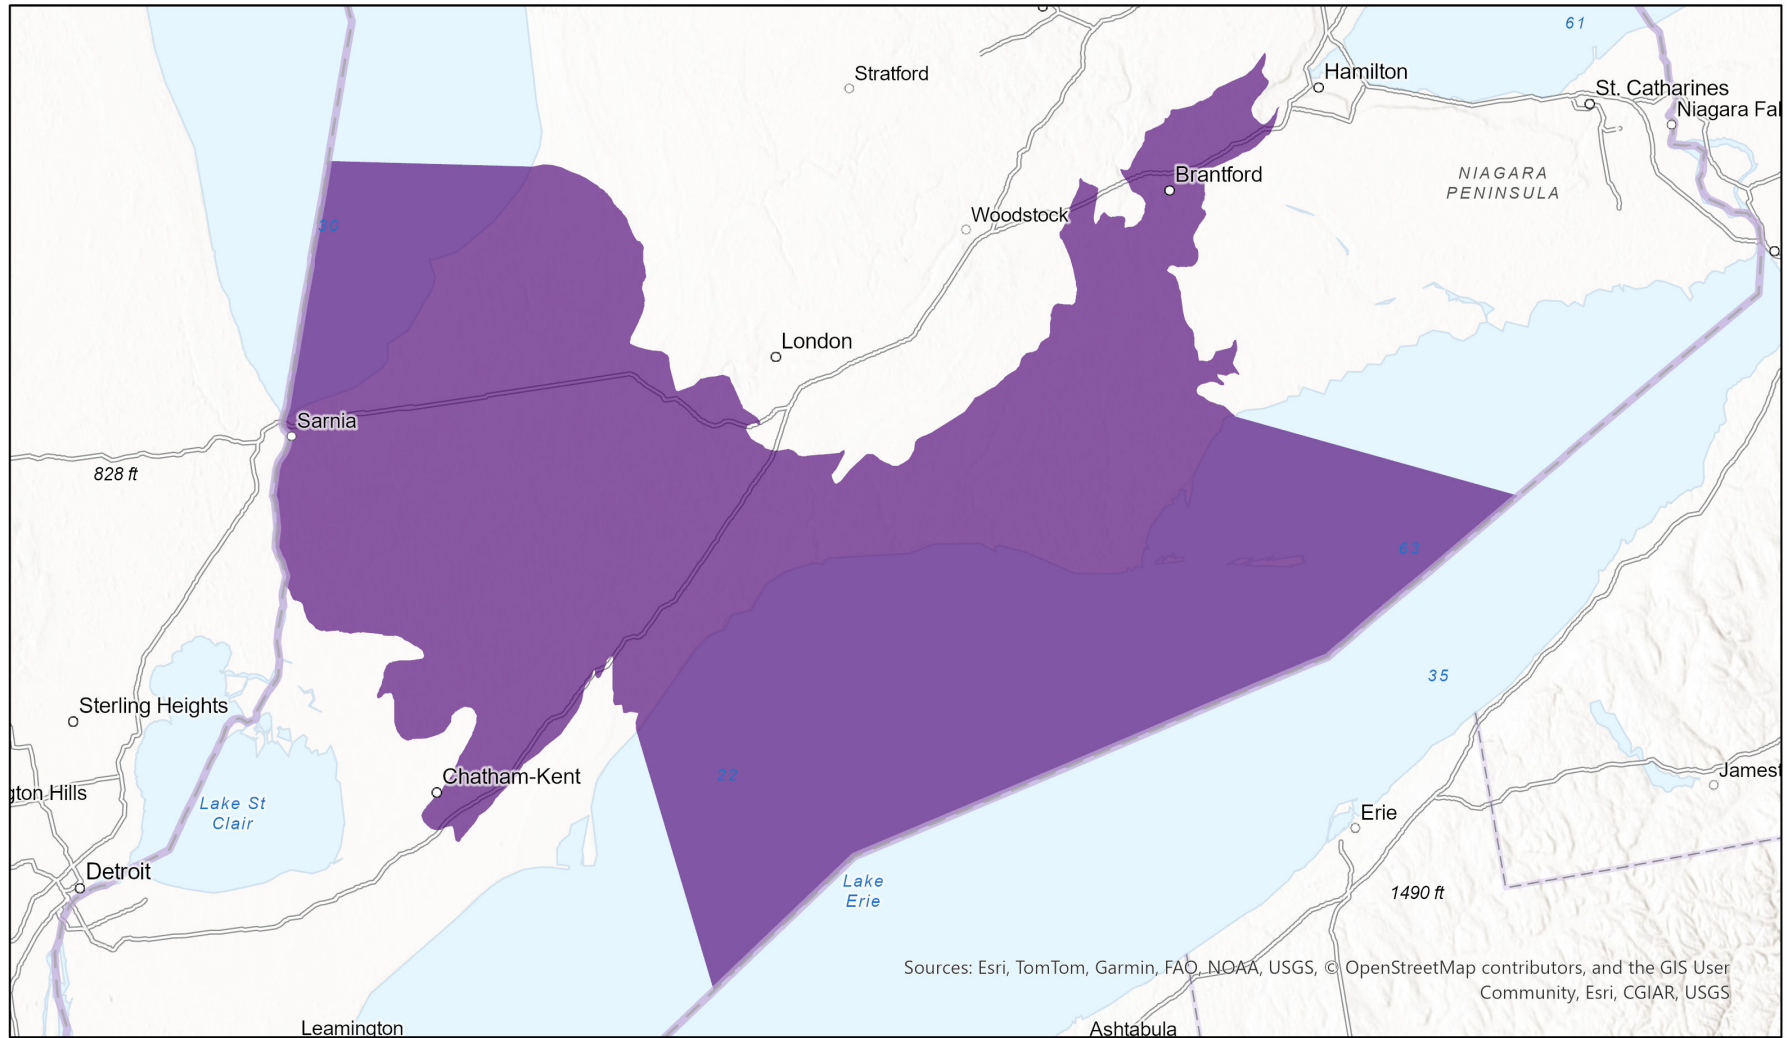 61
Stratford
Hamilton
St. Catharines
Niagara Fal
NIAGARA
PENINSULA
Brantford
Woodstock
30
London
Sarnia
828 ft
63
35
Sterling Heights
22
Chatham-Kent
Lake St
Clair
gton Hills
Jamest
Erie
Detroit
Lake
Erie
1490 ft
Sources: Esri, TomTom, Garmin, FAO, NOAA, USGS, © OpenStreetMap contributors, and the GIS User
Community, Esri, CGIAR, USGS
Leamington
Ashtabula